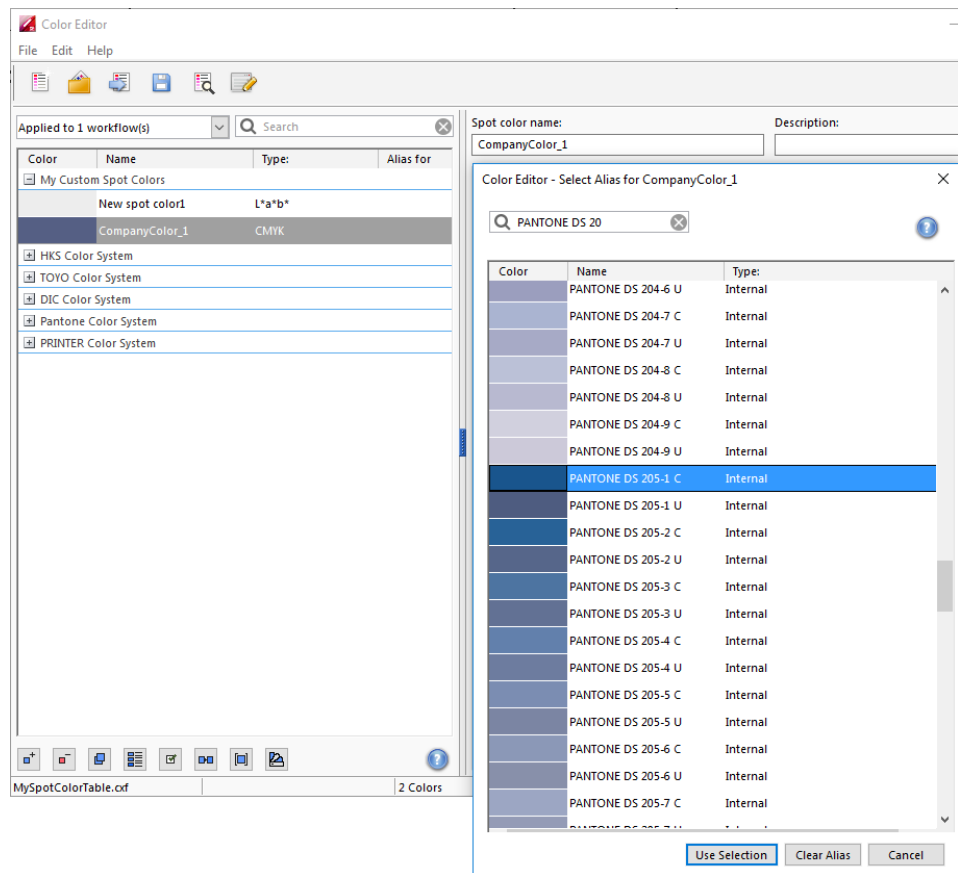 Color Editor
File Edit Help
Applied to 1 workflow(s)
Search
Color Name Type: Alias for
My Custom Spot Colors
New spot color1 L*a*b*
CompanyColor_1 CMYK
HKS Color System
TOYO Color System
DIC Color System
Pantone Color System
PRINTER Color System
MySpotColorTable.cxf 2 Colors
Spot color name: Description:
CompanyColor_1
Color Editor - Select Alias for CompanyColor_1
PANTONE DS 20
Color Name Type:
PANTONE DS 204-6 U Internal
PANTONE DS 204-7 C Internal
PANTONE DS 204-7 U Internal
PANTONE DS 204-8 C Internal
PANTONE DS 204-8 U Internal
PANTONE DS 204-9 C Internal
PANTONE DS 204-9 U Internal
PANTONE DS 205-1 C Internal
PANTONE DS 205-1 U Internal
PANTONE DS 205-2 C Internal
PANTONE DS 205-2 U Internal
PANTONE DS 205-3 C Internal
PANTONE DS 205-3 U Internal
PANTONE DS 205-4 C Internal
PANTONE DS 205-4 U Internal
PANTONE DS 205-5 C Internal
PANTONE DS 205-5 U Internal
PANTONE DS 205-6 C Internal
PANTONE DS 205-6 U Internal
PANTONE DS 205-7 C Internal
Use Selection Clear Alias Cancel